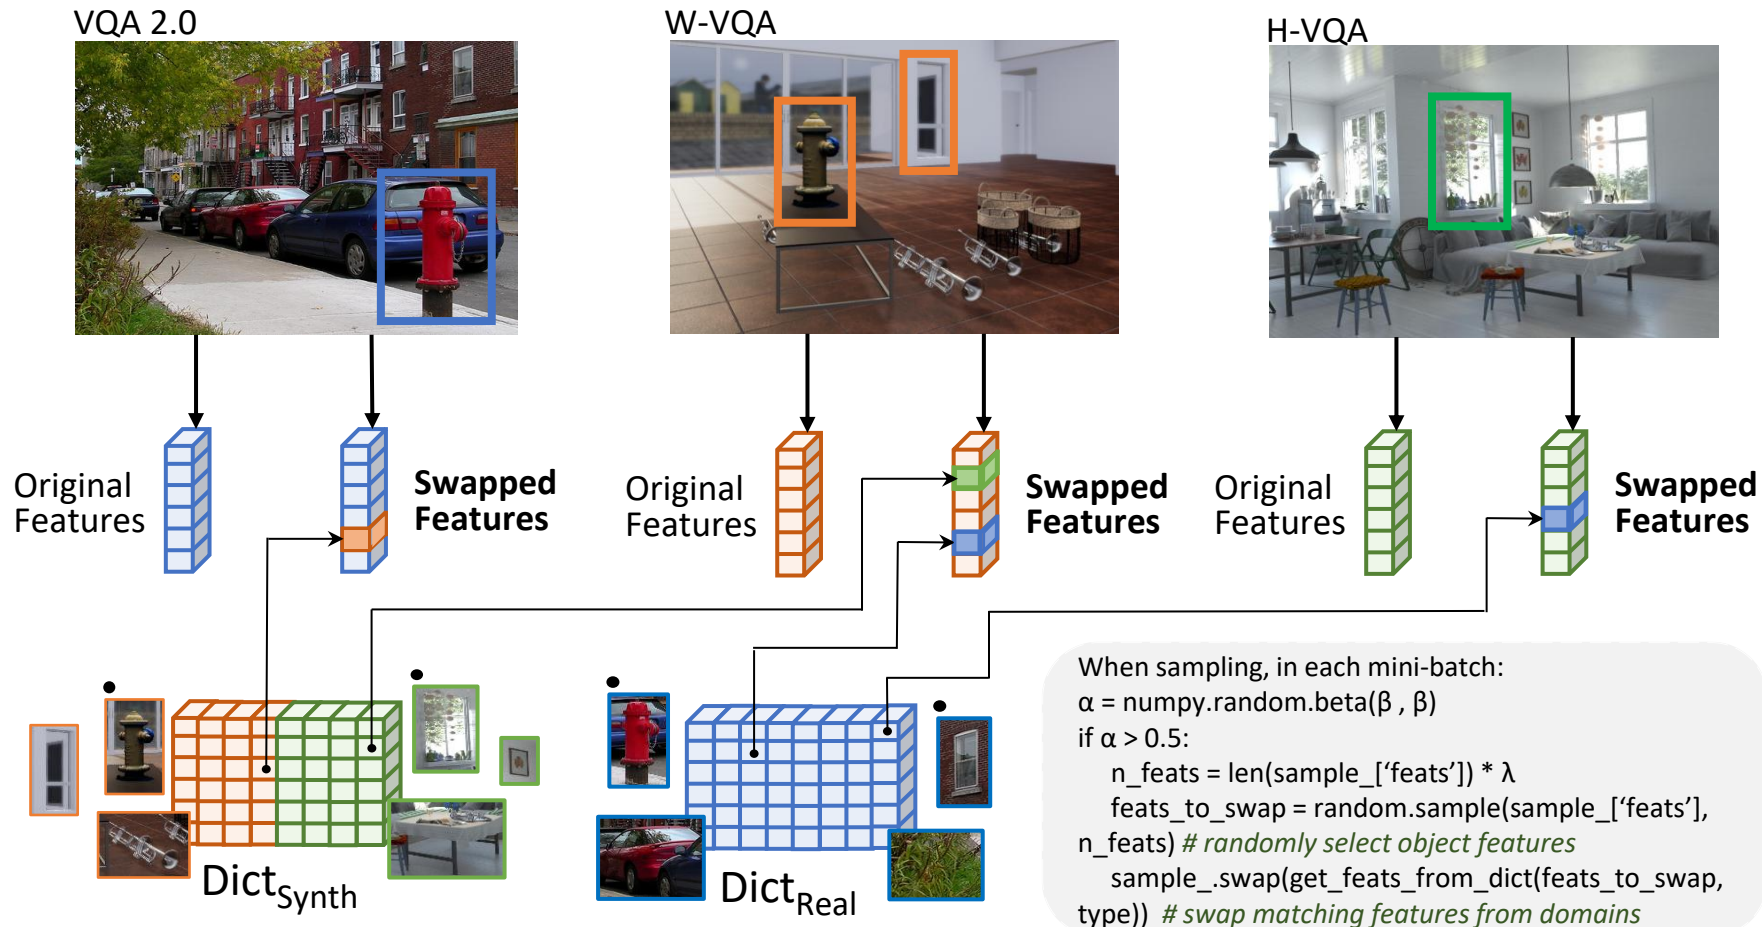 VQA 2.0
W-VQA
H-VQA
Original
Features
Swapped
Features
Original
Features
Swapped
Features
Original
Features
Swapped
Features
Dict_Synth
Dict_Real
When sampling, in each mini-batch:
α = numpy.random.beta(β , β)
if α > 0.5:
n_feats = len(sample_[‘feats’]) * λ
feats_to_swap = random.sample(sample_[‘feats’],
n_feats) # randomly select object features
sample_.swap(get_feats_from_dict(feats_to_swap,
type)) # swap matching features from domains